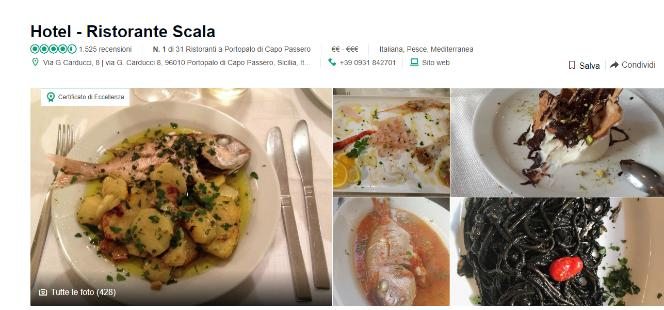 Hotel - Ristorante Scala
1.525 recensioni N. 1 di 31 Ristoranti a Portopalo di Capo Passero €€ - €€€ Italiana, Pesce, Mediterranea
Via G Carducci, 8 | via G. Carducci 8, 96010 Portopalo di Capo Passero, Sicilia, It... +39 0931 842701 Sito web
Salva Condividi
Certificato di Eccellenza
Tutte le foto (428)